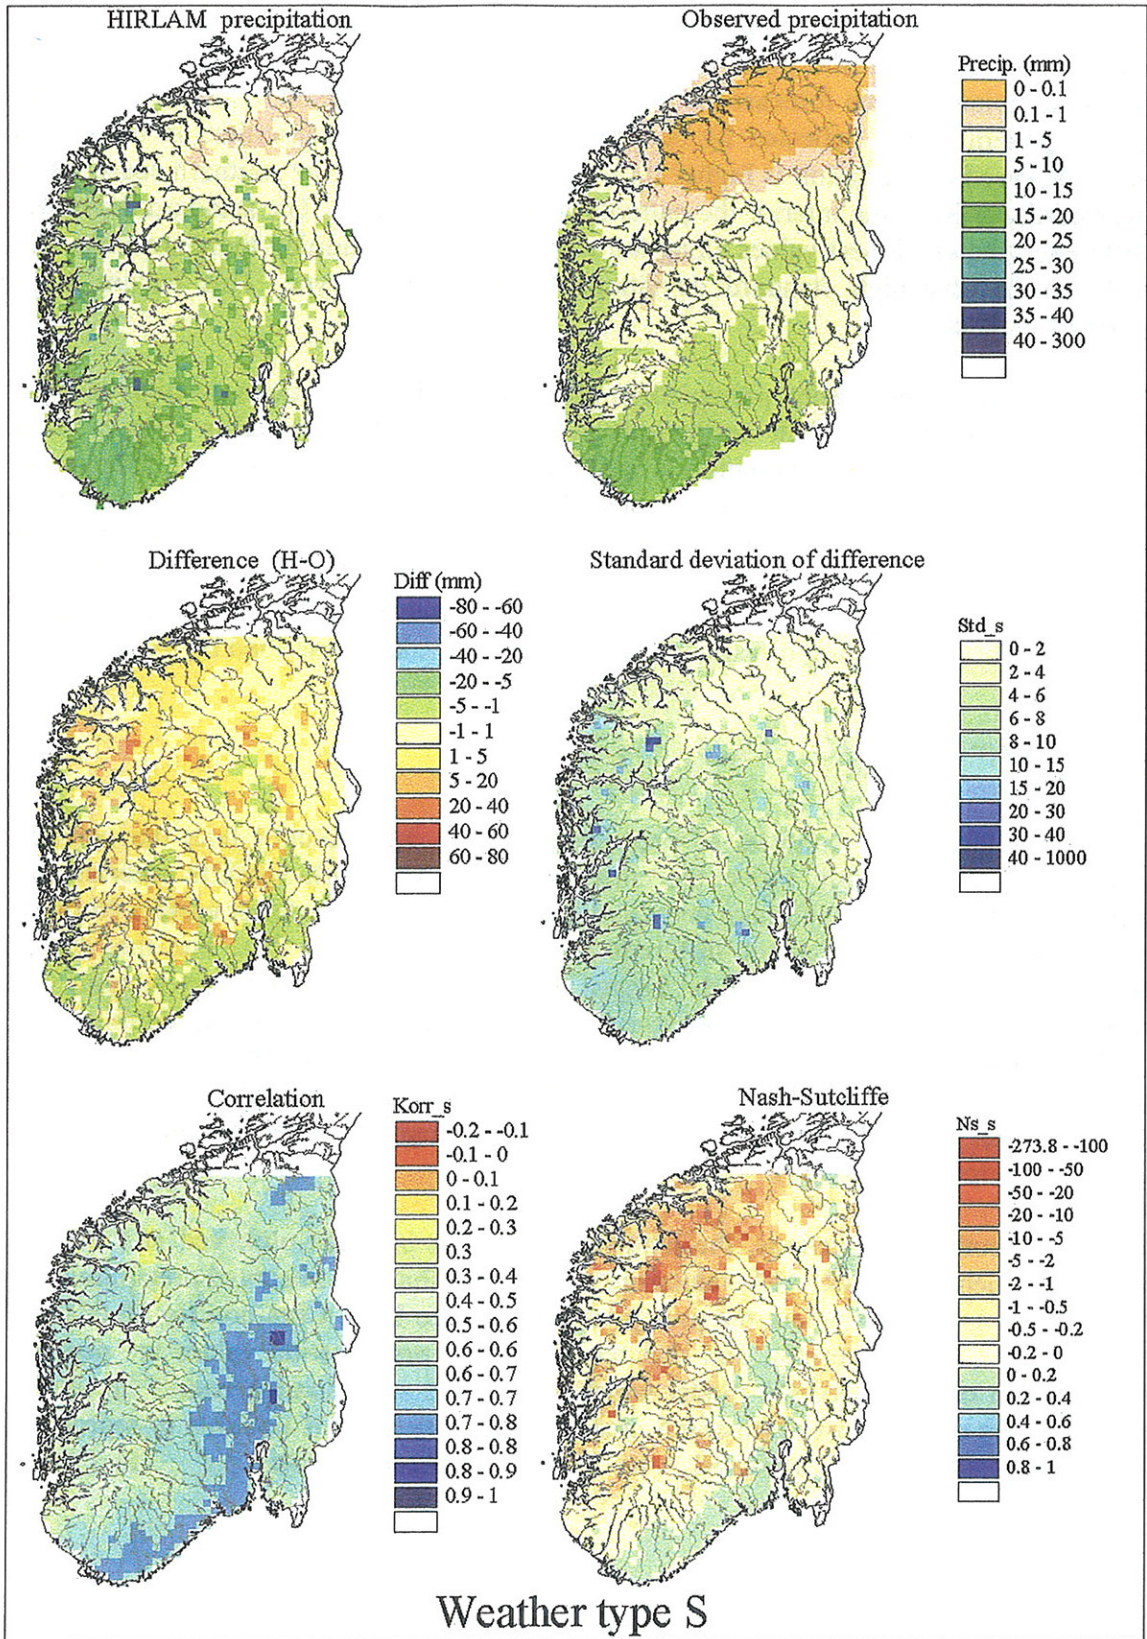 HIRLAM precipitation
Observed precipitation
Precip. (mm)
0 - 0.1
0.1 - 1
1 - 5
5 - 10
10 - 15
15 - 20
20 - 25
25 - 30
30 - 35
35 - 40
40 - 300
Difference (H-O)
Diff (mm)
-80 - -60
-60 - -40
-40 - -20
-20 - -5
-5 - -1
-1 - 1
1 - 5
5 - 20
20 - 40
40 - 60
60 - 80
Standard deviation of difference
Std_s
0 - 2
2 - 4
4 - 6
6 - 8
8 - 10
10 - 15
15 - 20
20 - 30
30 - 40
40 - 1000
Correlation
Korr_s
-0.2 - -0.1
-0.1 - 0
0 - 0.1
0.1 - 0.2
0.2 - 0.3
0.3
0.3 - 0.4
0.4 - 0.5
0.5 - 0.6
0.6 - 0.6
0.6 - 0.7
0.7 - 0.7
0.7 - 0.8
0.8 - 0.8
0.8 - 0.9
0.9 - 1
Nash-Sutcliffe
Ns_s
-273.8 - -100
-100 - -50
-50 - -20
-20 - -10
-10 - -5
-5 - -2
-2 - -1
-1 - -0.5
-0.5 - -0.2
-0.2 - 0
0 - 0.2
0.2 - 0.4
0.4 - 0.6
0.6 - 0.8
0.8 - 1
Weather type S